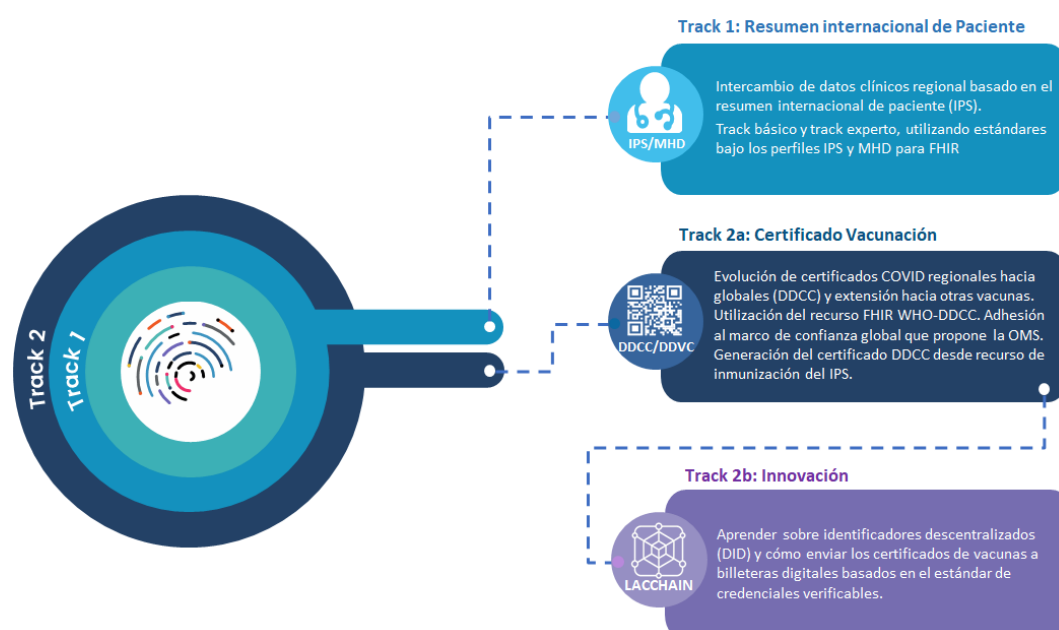 Track 1: Resumen internacional de Paciente
Intercambio de datos clínicos regional basado en el
resumen internacional de paciente (IPS).
Track básico y track experto, utilizando estándares
bajo los perfiles IPS y MHD para FHIR
IPS/MHD
Track 2
Track 1
Track 2a: Certificado Vacunación
Evolución de certificados COVID regionales hacia
globales (DDCC) y extensión hacia otras vacunas.
Utilización del recurso FHIR WHO-DDCC. Adhesión
al marco de confianza global que propone la OMS.
Generación del certificado DDCC desde recurso de
inmunización del IPS.
DDCC/DDVC
Track 2b: Innovación
Aprender sobre identificadores descentralizados
(DID) y cómo enviar los certificados de vacunas a
billeteras digitales basados en el estándar de
credenciales verificables.
LACCHAIN